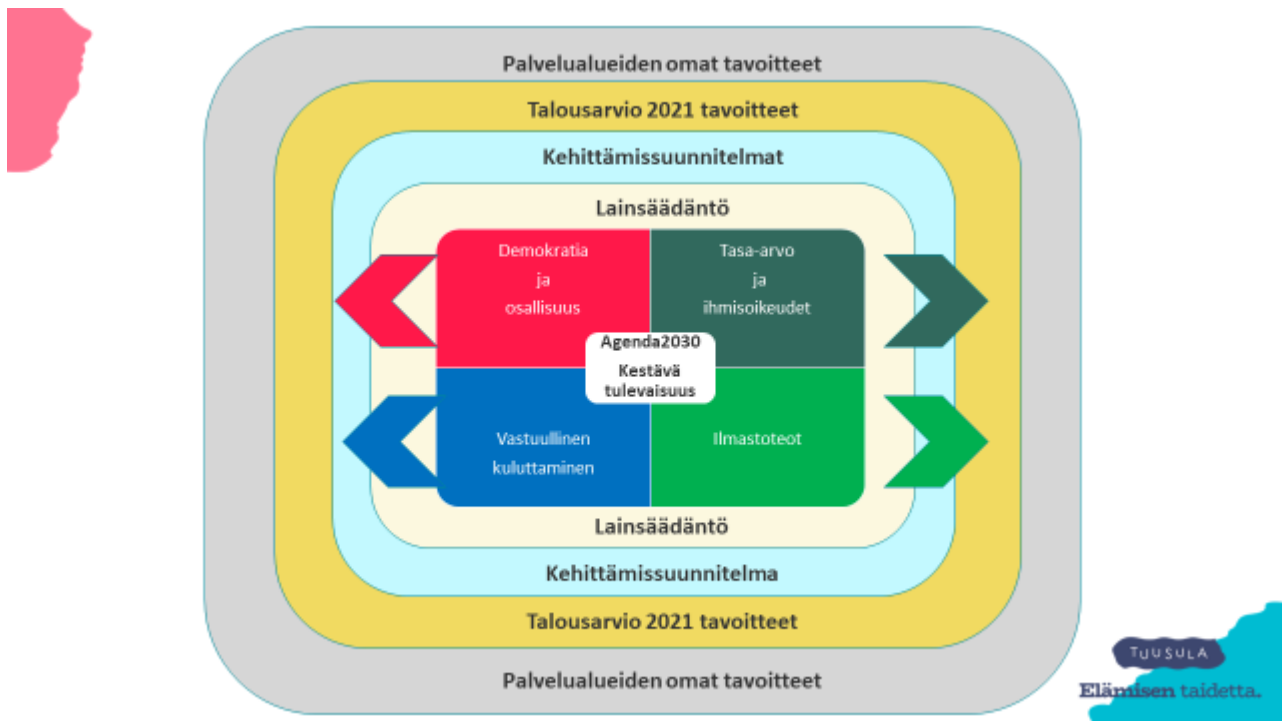 Palvelualueiden omat tavoitteet
Talousarvio 2021 tavoitteet
Kehittämissuunnitelmat
Lainsäädäntö
Demokratia
ja
osallisuus
Tasa-arvo
ja
ihmisoikeudet
Agenda2030
Kestävä
tulevaisuus
Vastuullinen
kuluttaminen
Ilmastoteot
Lainsäädäntö
Kehittämissuunnitelma
Talousarvio 2021 tavoitteet
Palvelualueiden omat tavoitteet
TUUSULA
Elämisen taidetta.